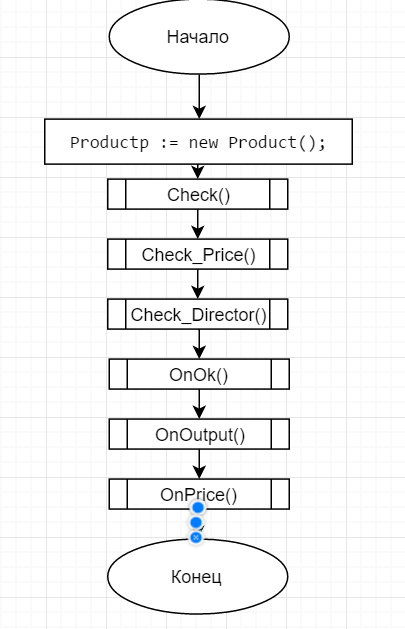 Начало
Productp := new Product();
Check()
Check_Price()
Check_Director()
OnOk()
OnOutput()
OnPrice()
Конец